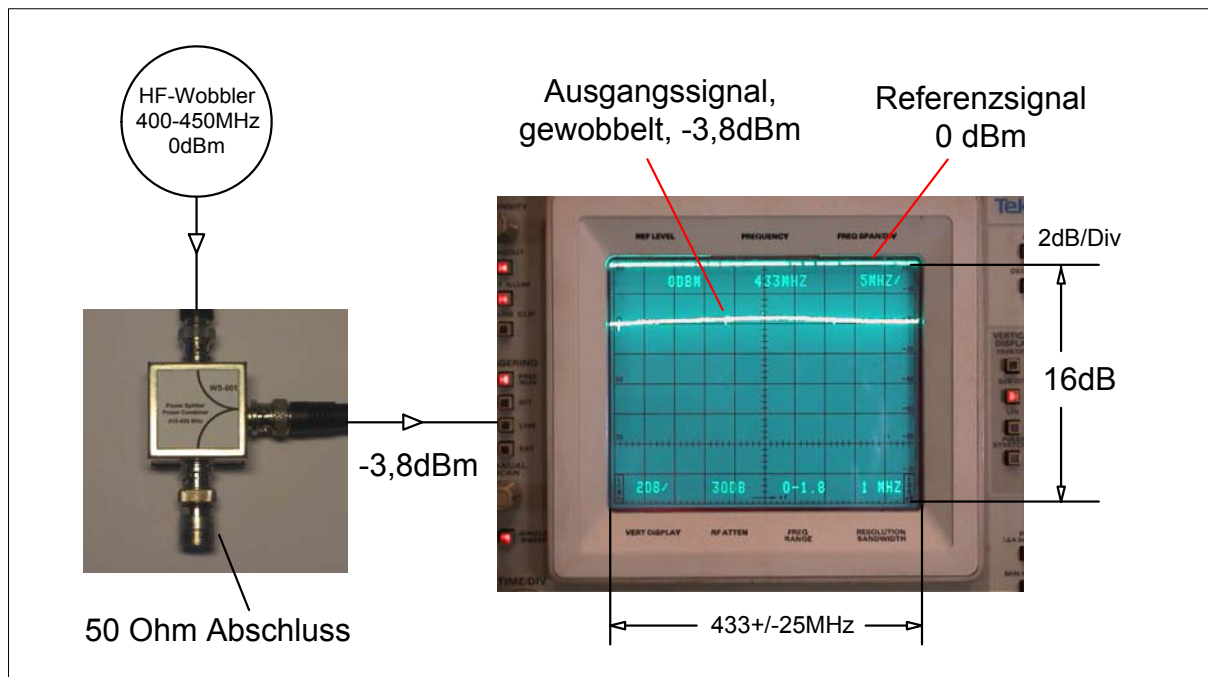 HF-Wobbler
400-450MHz
0dBm
Ausgangssignal,
gewobbelt, -3,8dBm
Referenzsignal
0 dBm
2dB/Div
16dB
REF LEVEL FREQUENCY FREQ SPAN/DIV
0DBM 433MHZ 5MHZ/
2DB/ 30DB 0-1.8 1 MHZ
VERT DISPLAY RF ATTEN FREQ RANGE RESOLUTION BANDWIDTH
WS-001
Power Splitter
Power Combiner
-3,8dBm
TIME/DIV
50 Ohm Abschluss
433+/-25MHz